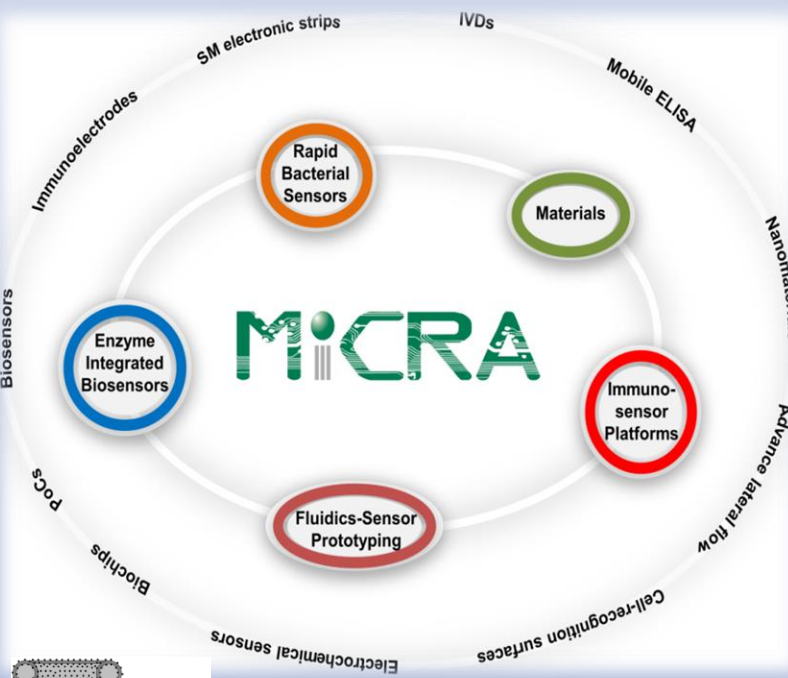 SM electronic strips
IVDs
Mobile ELISA
Immunoelectrodes
Rapid
Bacterial
Sensors
Materials
Biosensors
Enzyme
Integrated
Biosensors
MiCRA
Immuno-
sensor
Platforms
Advance lateral flow
Fluidics-Sensor
Prototyping
PoCs
Biochips
Electrochemical sensors
Cell-recognition surfaces